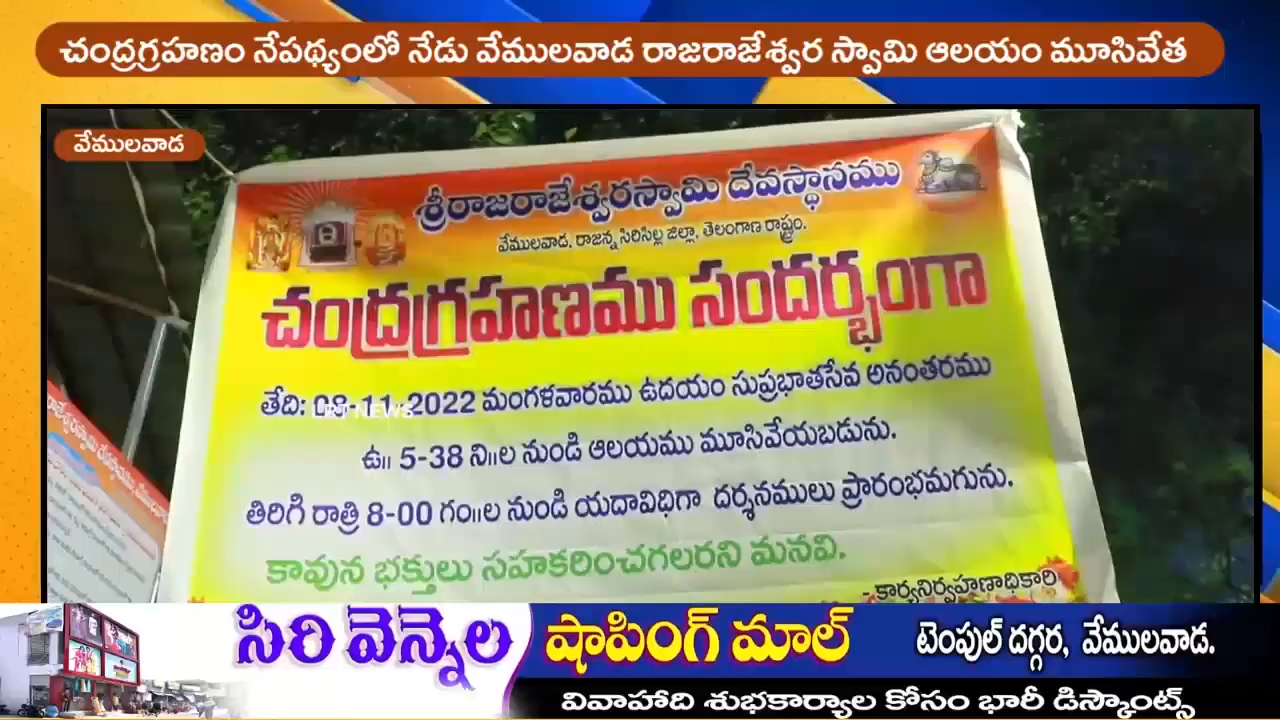 చంద్రగ్రహణం నేపథ్యంలో నేడు వేములవాడ రాజరాజేశ్వర స్వామి ఆలయం మూసివేత
వేములవాడ
శ్రీరాజరాజేశ్వరస్వామి దేవస్థానము
వేములవాడ, రాజన్న సిరిసిల్ల జిల్లా, తెలంగాణ రాష్ట్రం.
చంద్రగ్రహణము సందర్భంగా
తేది: 08-11-2022 మంగళవారము ఉదయం సుప్రభాతసేవ అనంతరము
ఉ॥ 5-38 ని॥ల నుండి ఆలయము మూసివేయబడును.
తిరిగి రాత్రి 8-00 గం॥ల నుండి యదావిధిగా దర్శనములు ప్రారంభమగును.
కావున భక్తులు సహకరించగలరని మనవి.
- కార్యనిర్వహణాధికారి
సిరి వెన్నెల షాపింగ్ మాల్ టెంపుల్ దగ్గర, వేములవాడ.
వివాహాది శుభకార్యాల కోసం భారీ డిస్కౌంట్స్